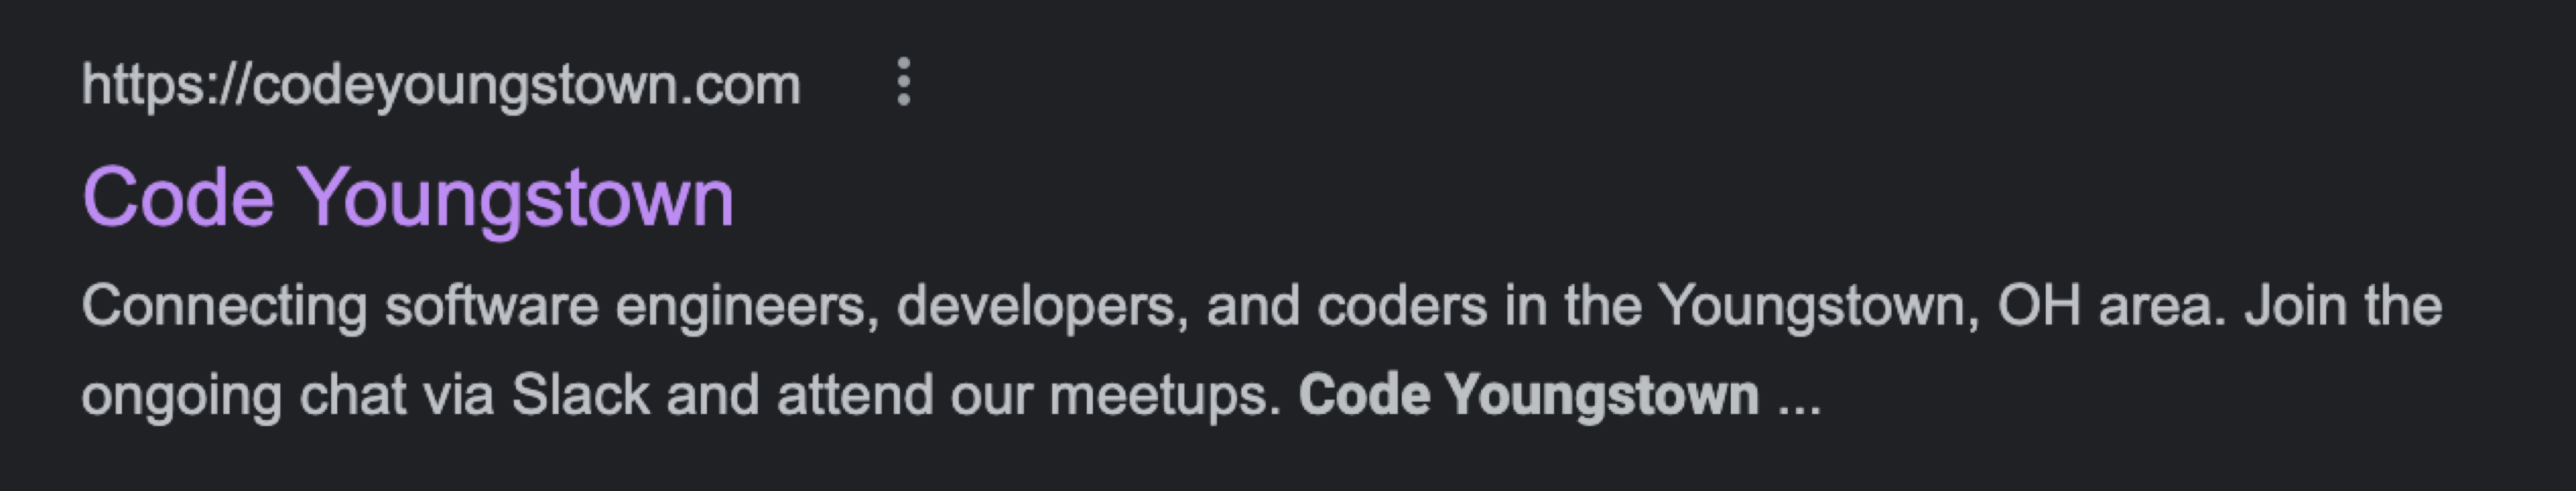 https://codeyoungstown.com
Code Youngstown
Connecting software engineers, developers, and coders in the Youngstown, OH area. Join the
ongoing chat via Slack and attend our meetups. Code Youngstown ...